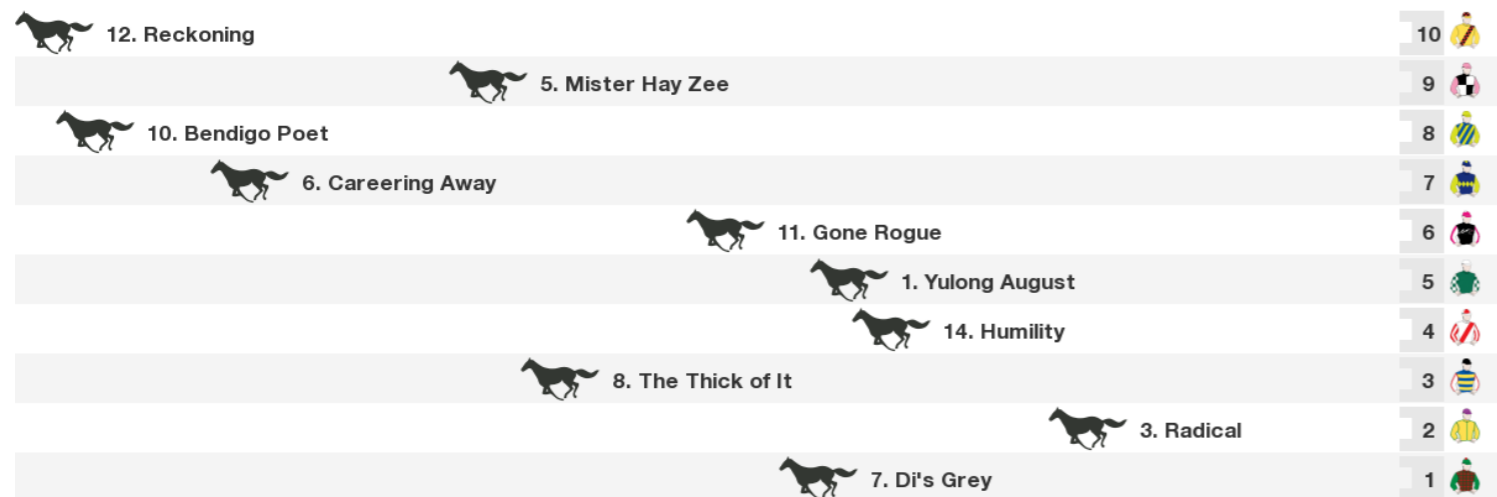 12. Reckoning 10
5. Mister Hay Zee 9
10. Bendigo Poet 8
6. Careering Away 7
11. Gone Rogue 6
1. Yulong August 5
14. Humility 4
8. The Thick of It 3
3. Radical 2
7. Di's Grey 1